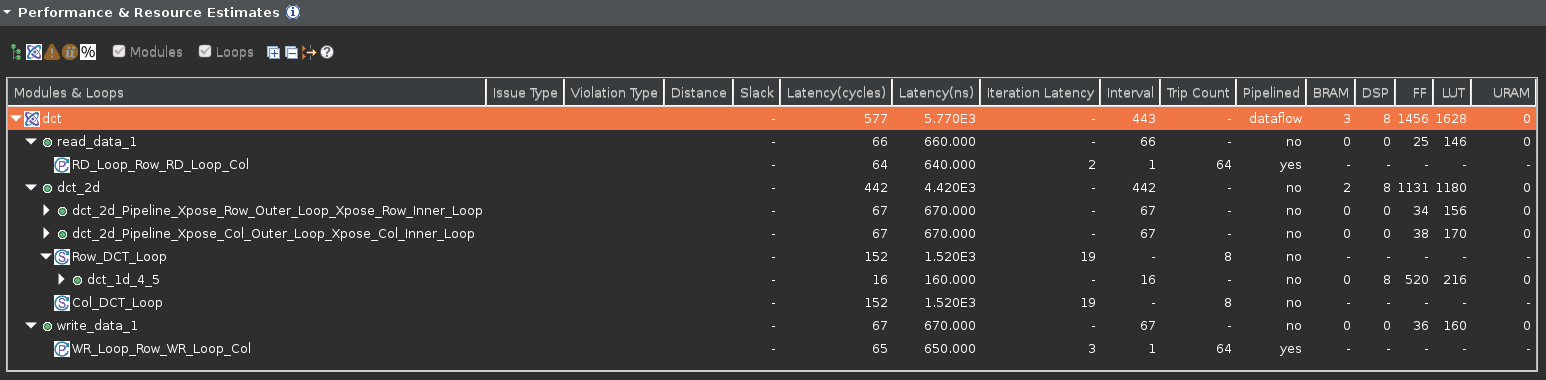 Performance & Resource Estimates
% Modules Loops
Modules & Loops Issue Type Violation Type Distance Slack Latency(cycles) Latency(ns) Iteration Latency Interval Trip Count Pipelined BRAM DSP FF LUT URAM
dct - 577 5.770E3 - 443 - dataflow 3 8 1456 1628 0
read_data_1 - 66 660.000 - 66 - no 0 0 25 146 0
RD_Loop_Row_RD_Loop_Col - 64 640.000 2 1 64 yes - - - - -
dct_2d - 442 4.420E3 - 442 - no 2 8 1131 1180 0
dct_2d_Pipeline_Xpose_Row_Outer_Loop_Xpose_Row_Inner_Loop - 67 670.000 - 67 - no 0 0 34 156 0
dct_2d_Pipeline_Xpose_Col_Outer_Loop_Xpose_Col_Inner_Loop - 67 670.000 - 67 - no 0 0 38 170 0
Row_DCT_Loop - 152 1.520E3 19 - 8 no - - - - -
dct_1d_4_5 - 16 160.000 - 16 - no 0 8 520 216 0
Col_DCT_Loop - 152 1.520E3 19 - 8 no - - - - -
write_data_1 - 67 670.000 - 67 - no 0 0 36 160 0
WR_Loop_Row_WR_Loop_Col - 65 650.000 3 1 64 yes - - - - -